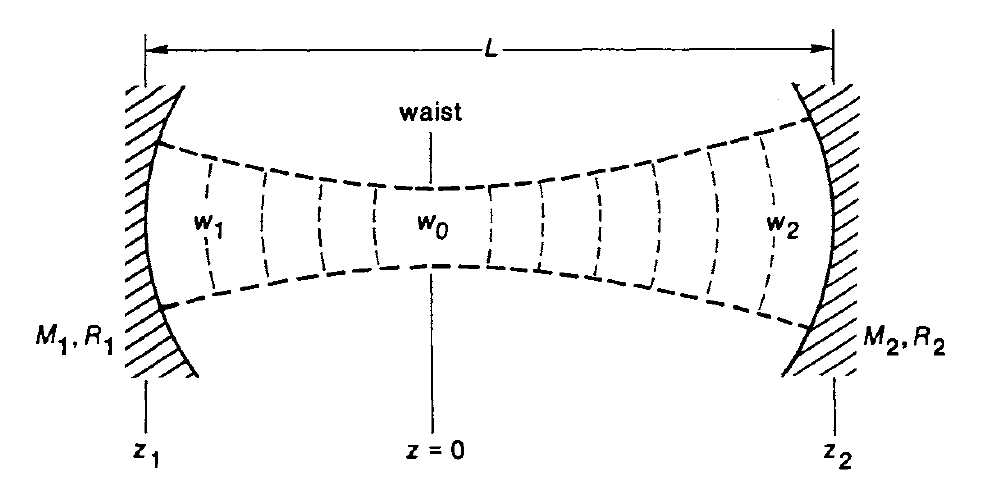 L
waist
w₁
w₀
w₂
M₁, R₁
M₂, R₂
z₁
z = 0
z₂